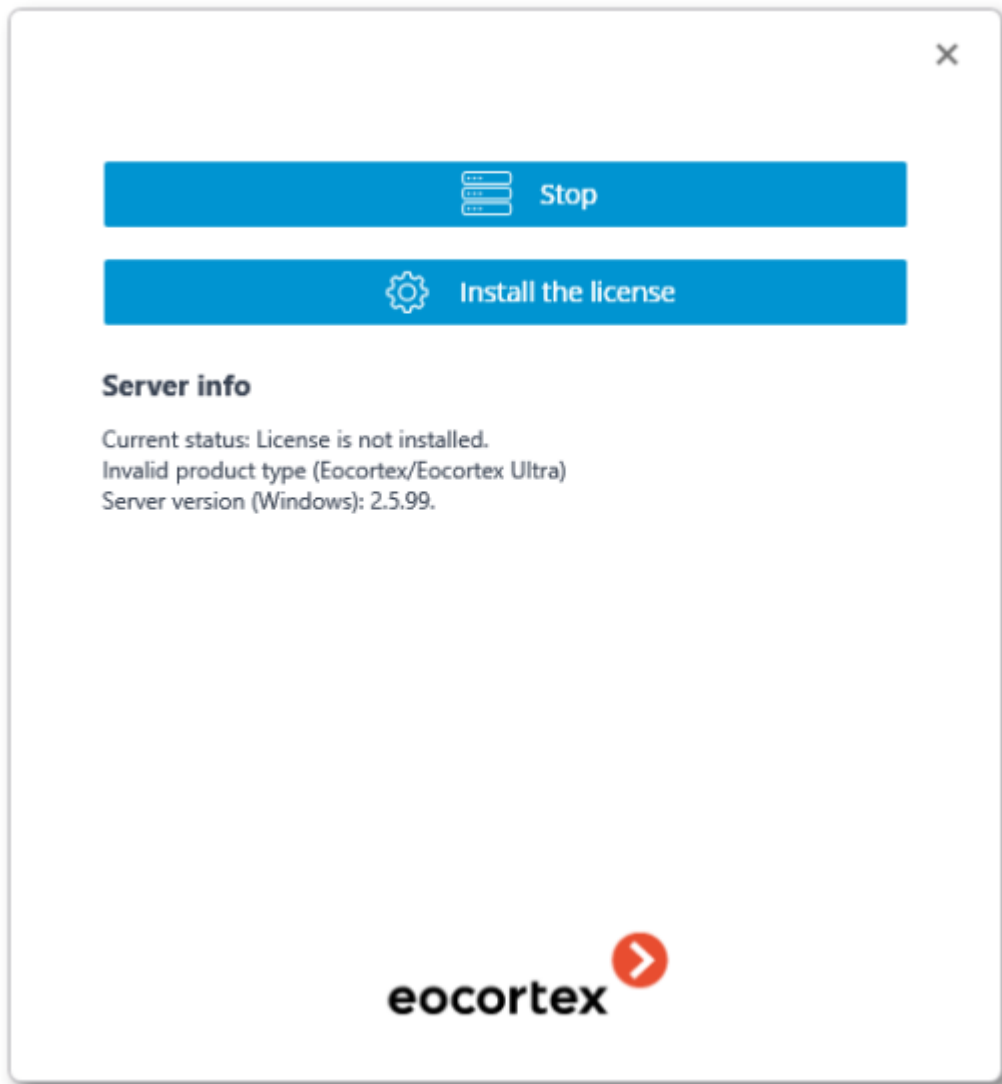 Stop
Install the license
Server info
Current status: License is not installed.
Invalid product type (Eocortex/Eocortex Ultra)
Server version (Windows): 2.5.99.
eocortex